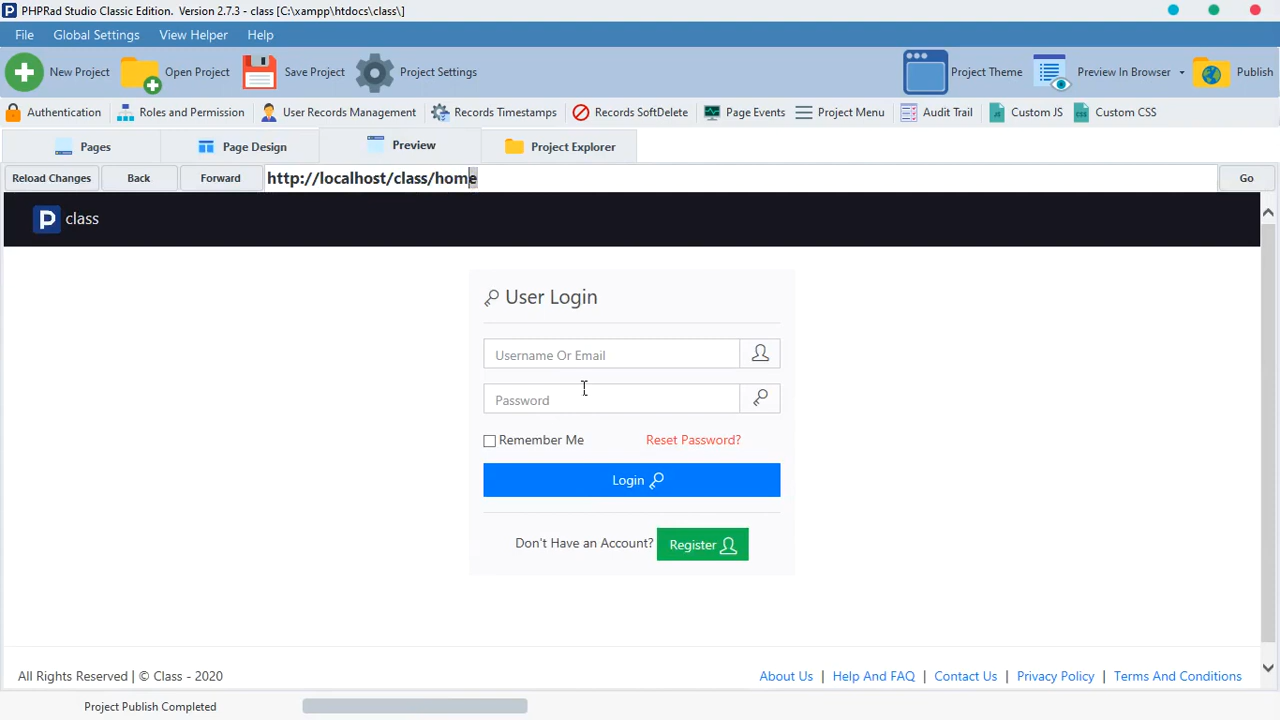 PHPRad Studio Classic Edition. Version 2.7.3 - class [C:\xampp\htdocs\class\]
File Global Settings View Helper Help
New Project Open Project Save Project Project Settings Project Theme Preview In Browser Publish
Authentication Roles and Permission User Records Management Records Timestamps Records SoftDelete Page Events Project Menu Audit Trail Custom JS Custom CSS
Pages Page Design Preview Project Explorer
Reload Changes Back Forward http://localhost/class/home Go
P class
User Login
Username Or Email
Password
Remember Me Reset Password?
Login
Don't Have an Account? Register
All Rights Reserved | © Class - 2020 About Us | Help And FAQ | Contact Us | Privacy Policy | Terms And Conditions
Project Publish Completed